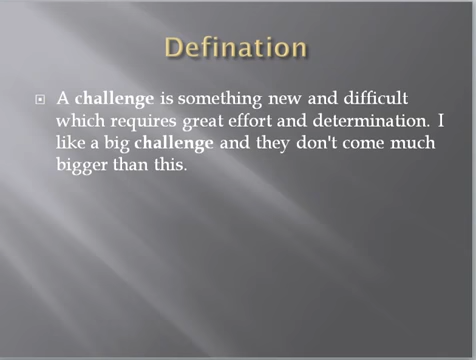 Defination
A challenge is something new and difficult
which requires great effort and determination. I
like a big challenge and they don't come much
bigger than this.